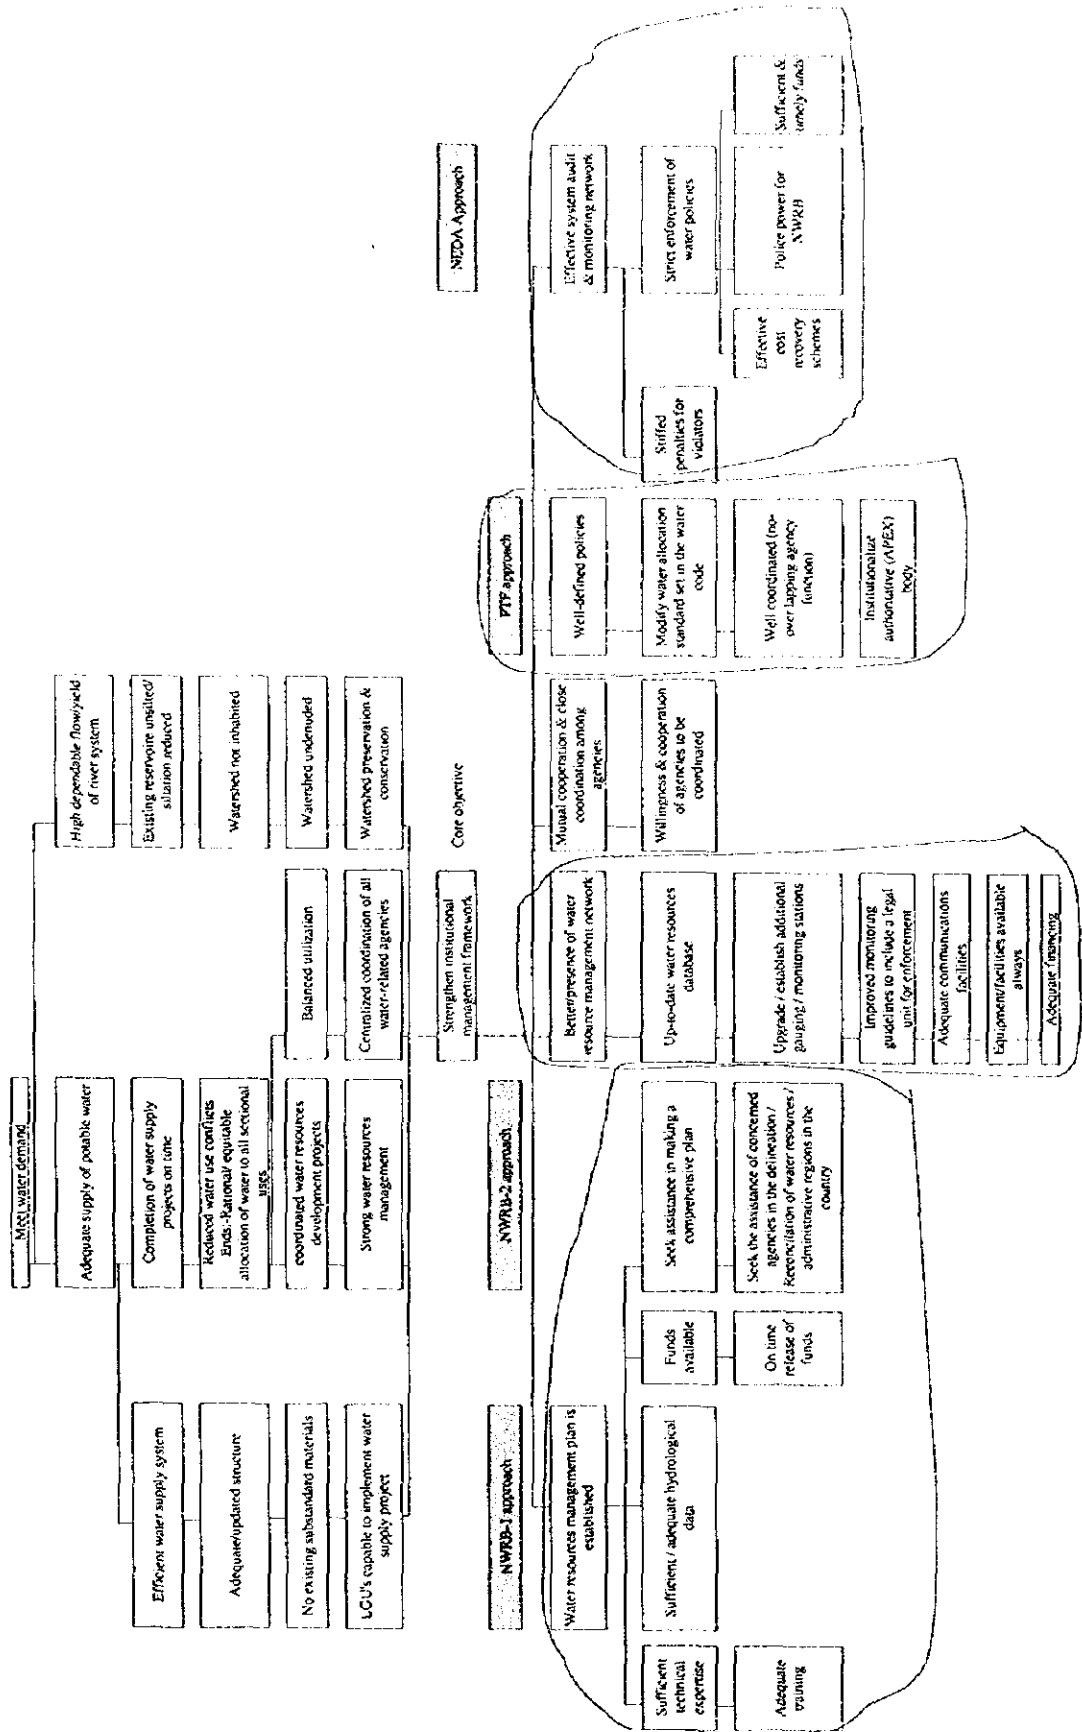 Meet water demand
Adequate supply of potable water
High dependable flow/yield
of river system
Efficient water supply system
Completion of water supply
projects on time
Existing reservoire unsilted/
siltation reduced
Adequate/updated structure
Reduced water use conflicts
Ends:-Rational/ equitable
allocation of water to all sectional
uses
Watershed not inhabited
No existing substandard materials
coordinated water resources
development projects
Balanced utilization
Watershed undenuded
LGU's capable to implement water
supply project
Strong water resources
management
Centrolized coordination of all
water-related agencies
Watershed preservation &
conservation
Strengthen institutional
management framework
Core objective
NEDA Approach
NWRB-1 approach
NWRB-2 approach
PTF approach
Water resources management plan is
established
Better/presence of water
resource management network
Mutual cooperation & close
coordination among
agencies
Well-defined policies
Effective system audit
& monitoring network
Sufficient
technical
expertise
Sufficient / adequate hydrological
data
Funds
available
Seek assistance in making a
comprehensive plan
Up-to-date water resources
database
Willingness & cooperation
of agencies to be
coordinated
Modify water allocation
standard set in the water
code
Stiffed
penalties for
violators
Strict enforcement of
water policies
Adequate
training
On time
release of
funds
Seek the assistance of concerned
agencies in the delineation /
Reconcilation of water resources /
administrative regions in the
country
Upgrade / establish additional
gauging / monitoring stations
Well coordinated (no-
over lapping agency
function)
Effective
cost
recovery
schemes
Police power for
NWRB
Sufficient &
timely funds
Improved monitoring
guidelines to include a legal
unit for enforcement
Institutionalize
authoritative (APEX)
body
Adequate communications
facilities
Equipment/facilities available
always
Adequate financing